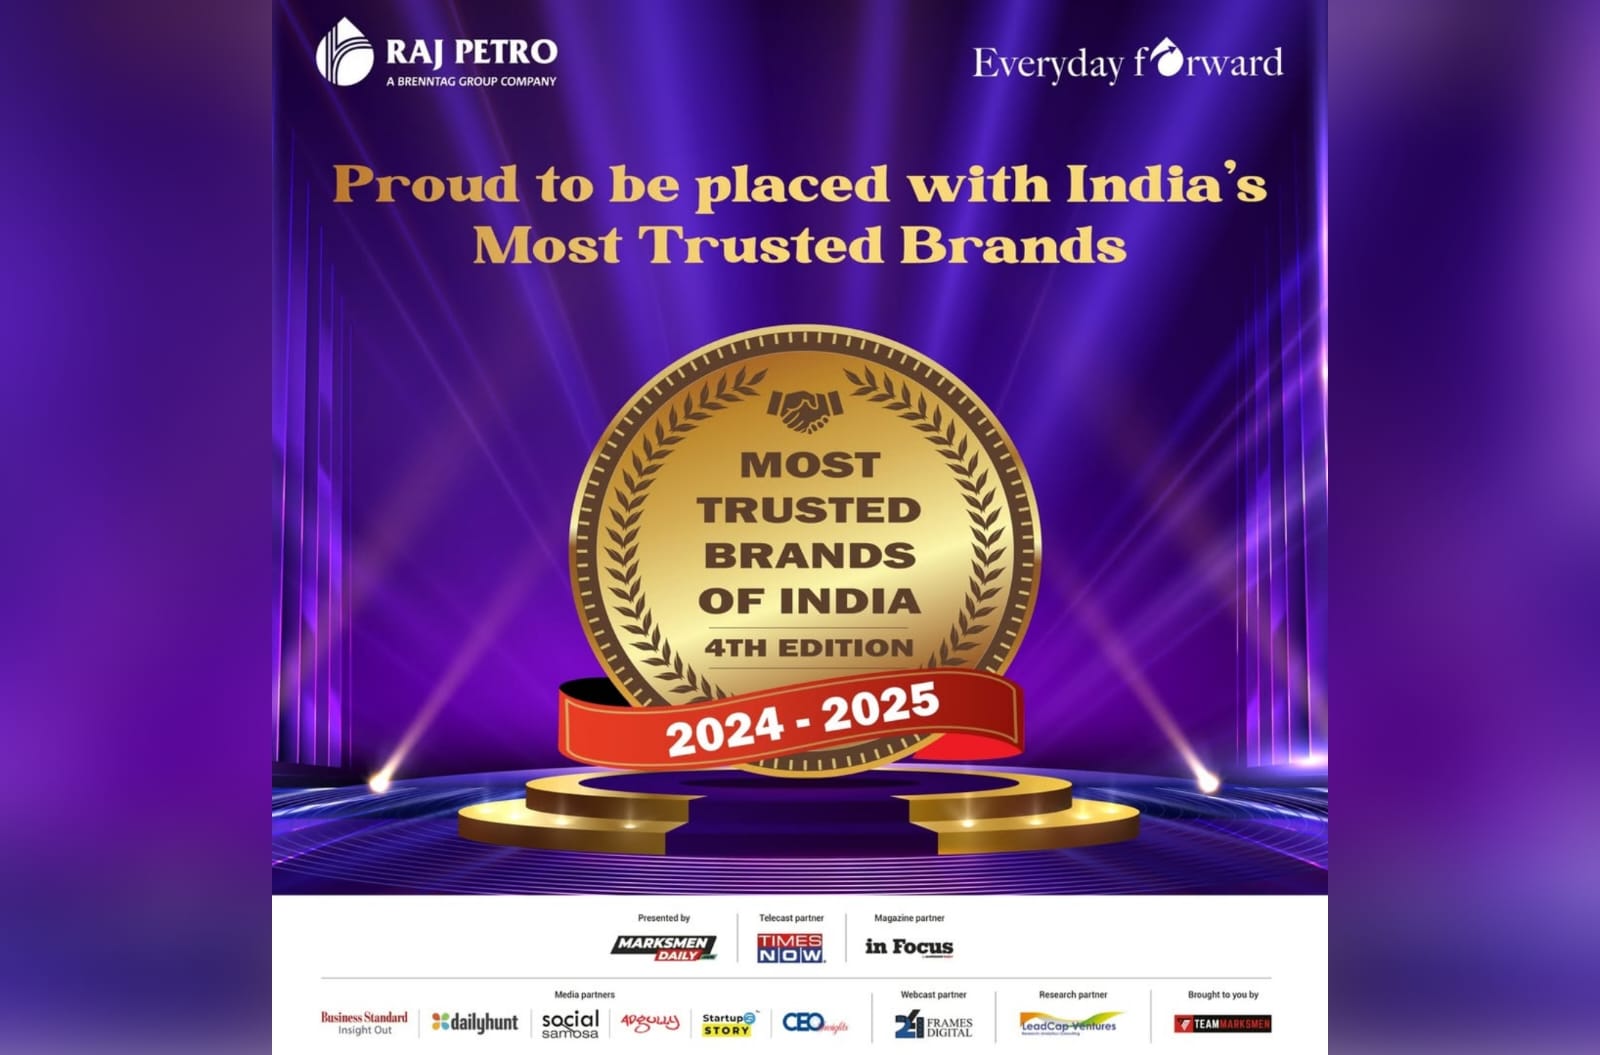 RAJ PETRO
A BRENNTAG GROUP COMPANY
Everyday forward
Proud to be placed with India's
Most Trusted Brands
MOST
TRUSTED
BRANDS
OF INDIA
4TH EDITION
2024 - 2025
Presented by
MARKSMEN
DAILY
Telecast partner
TIMES
NOW
Magazine partner
in Focus
Media partners
Business Standard
Insight Out
dailyhunt
social
samosa
ADGULLY
Startup
STORY
CEO Insights
Webcast partner
24 FRAMES
DIGITAL
Research partner
LeadCap Ventures
Brought to you by
TEAMMARKSMEN